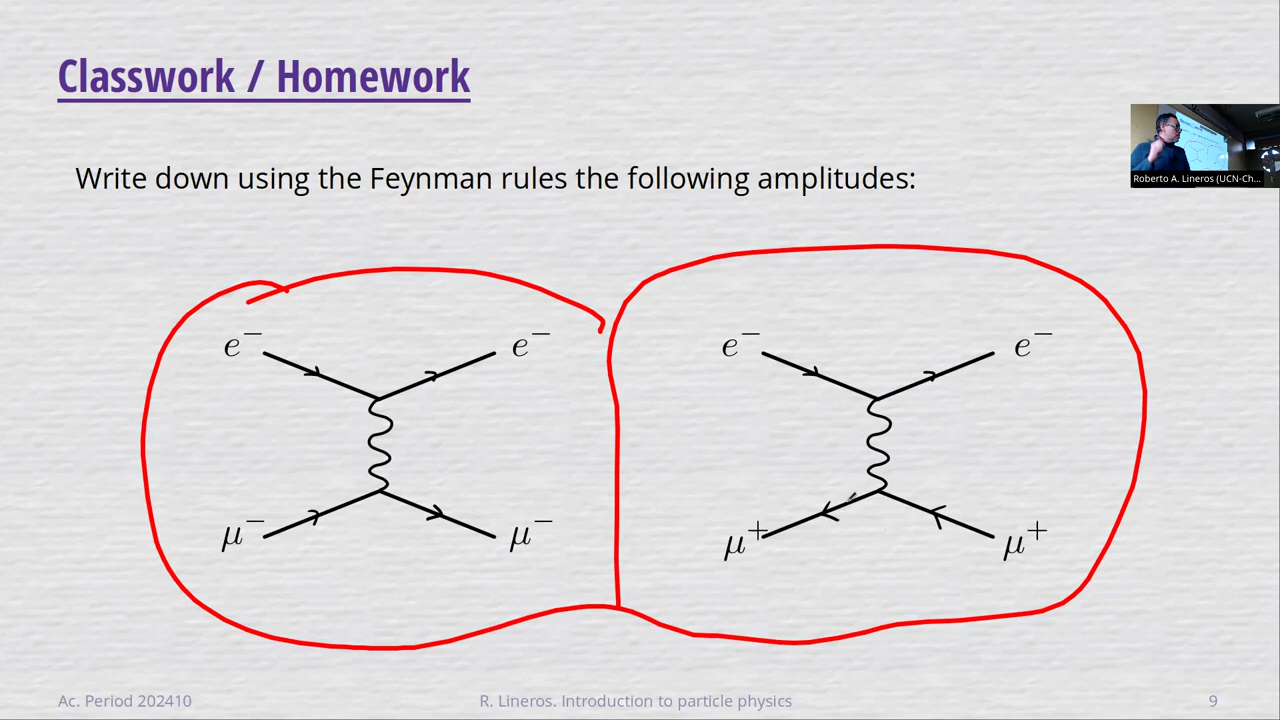 Classwork / Homework
Write down using the Feynman rules the following amplitudes:
Roberto A. Lineros (UCN-Ch...
e⁻ e⁻ e⁻ e⁻
μ⁻ μ⁻ μ⁺ μ⁺
Ac. Period 202410 R. Lineros. Introduction to particle physics 9